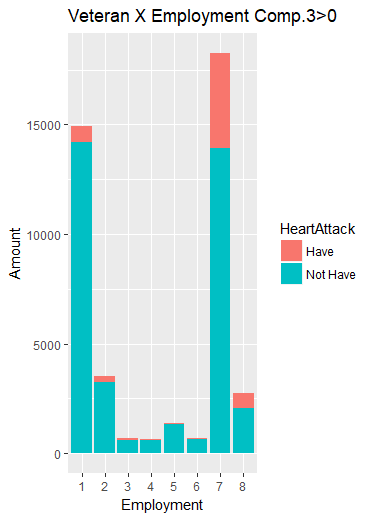 Veteran X Employment Comp.3>0
15000
10000
5000
0
Amount
1 2 3 4 5 6 7 8
Employment
HeartAttack
Have
Not Have